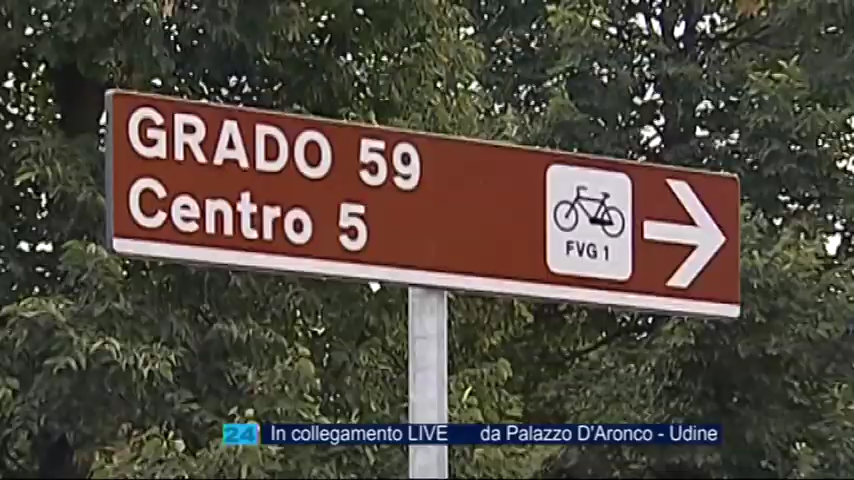 GRADO 59
Centro 5
FVG 1
24 In collegamento LIVE da Palazzo D'Aronco - Udine